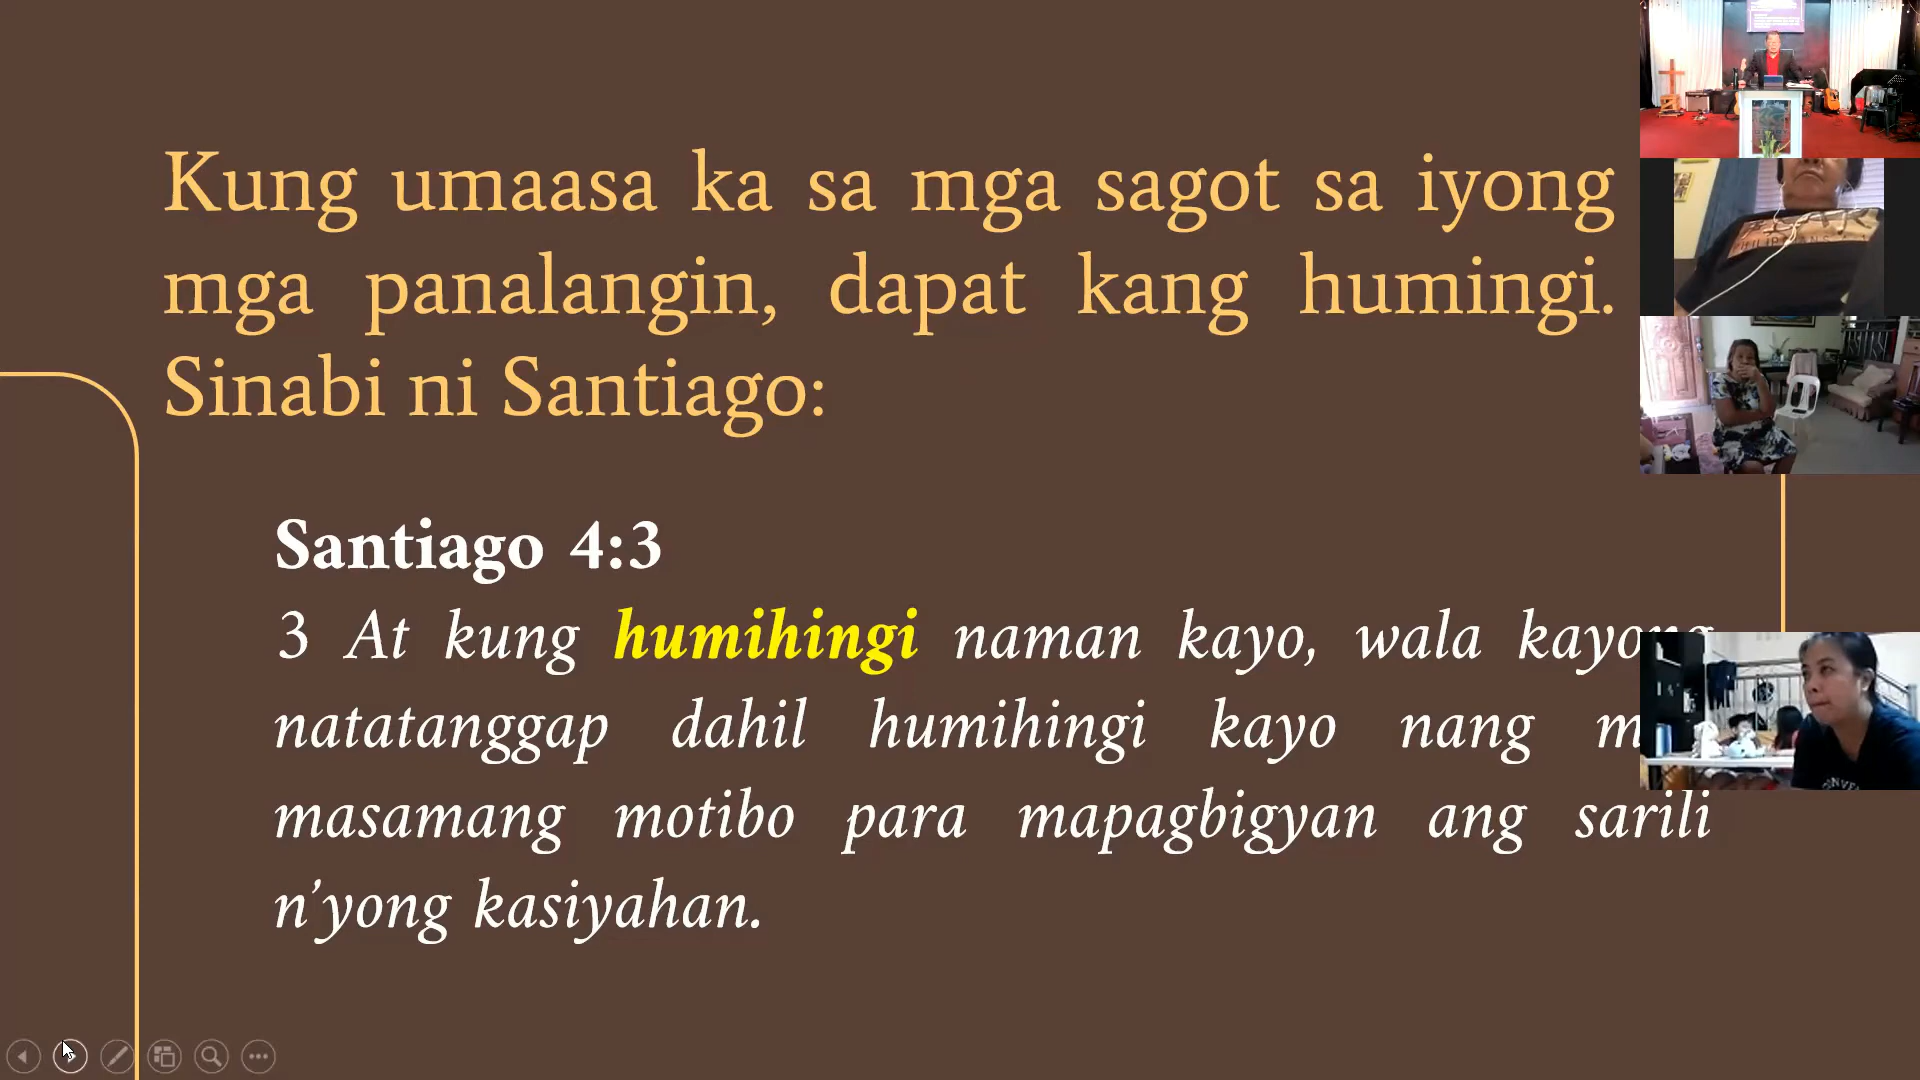 Kung umaasa ka sa mga sagot sa iyong
mga panalangin, dapat kang humingi.
Sinabi ni Santiago:
Santiago 4:3
3 At kung humihingi naman kayo, wala
natatanggap dahil humihingi kayo nang
masamang motibo para mapagbigyan ang sarili
n’yong kasiyahan.